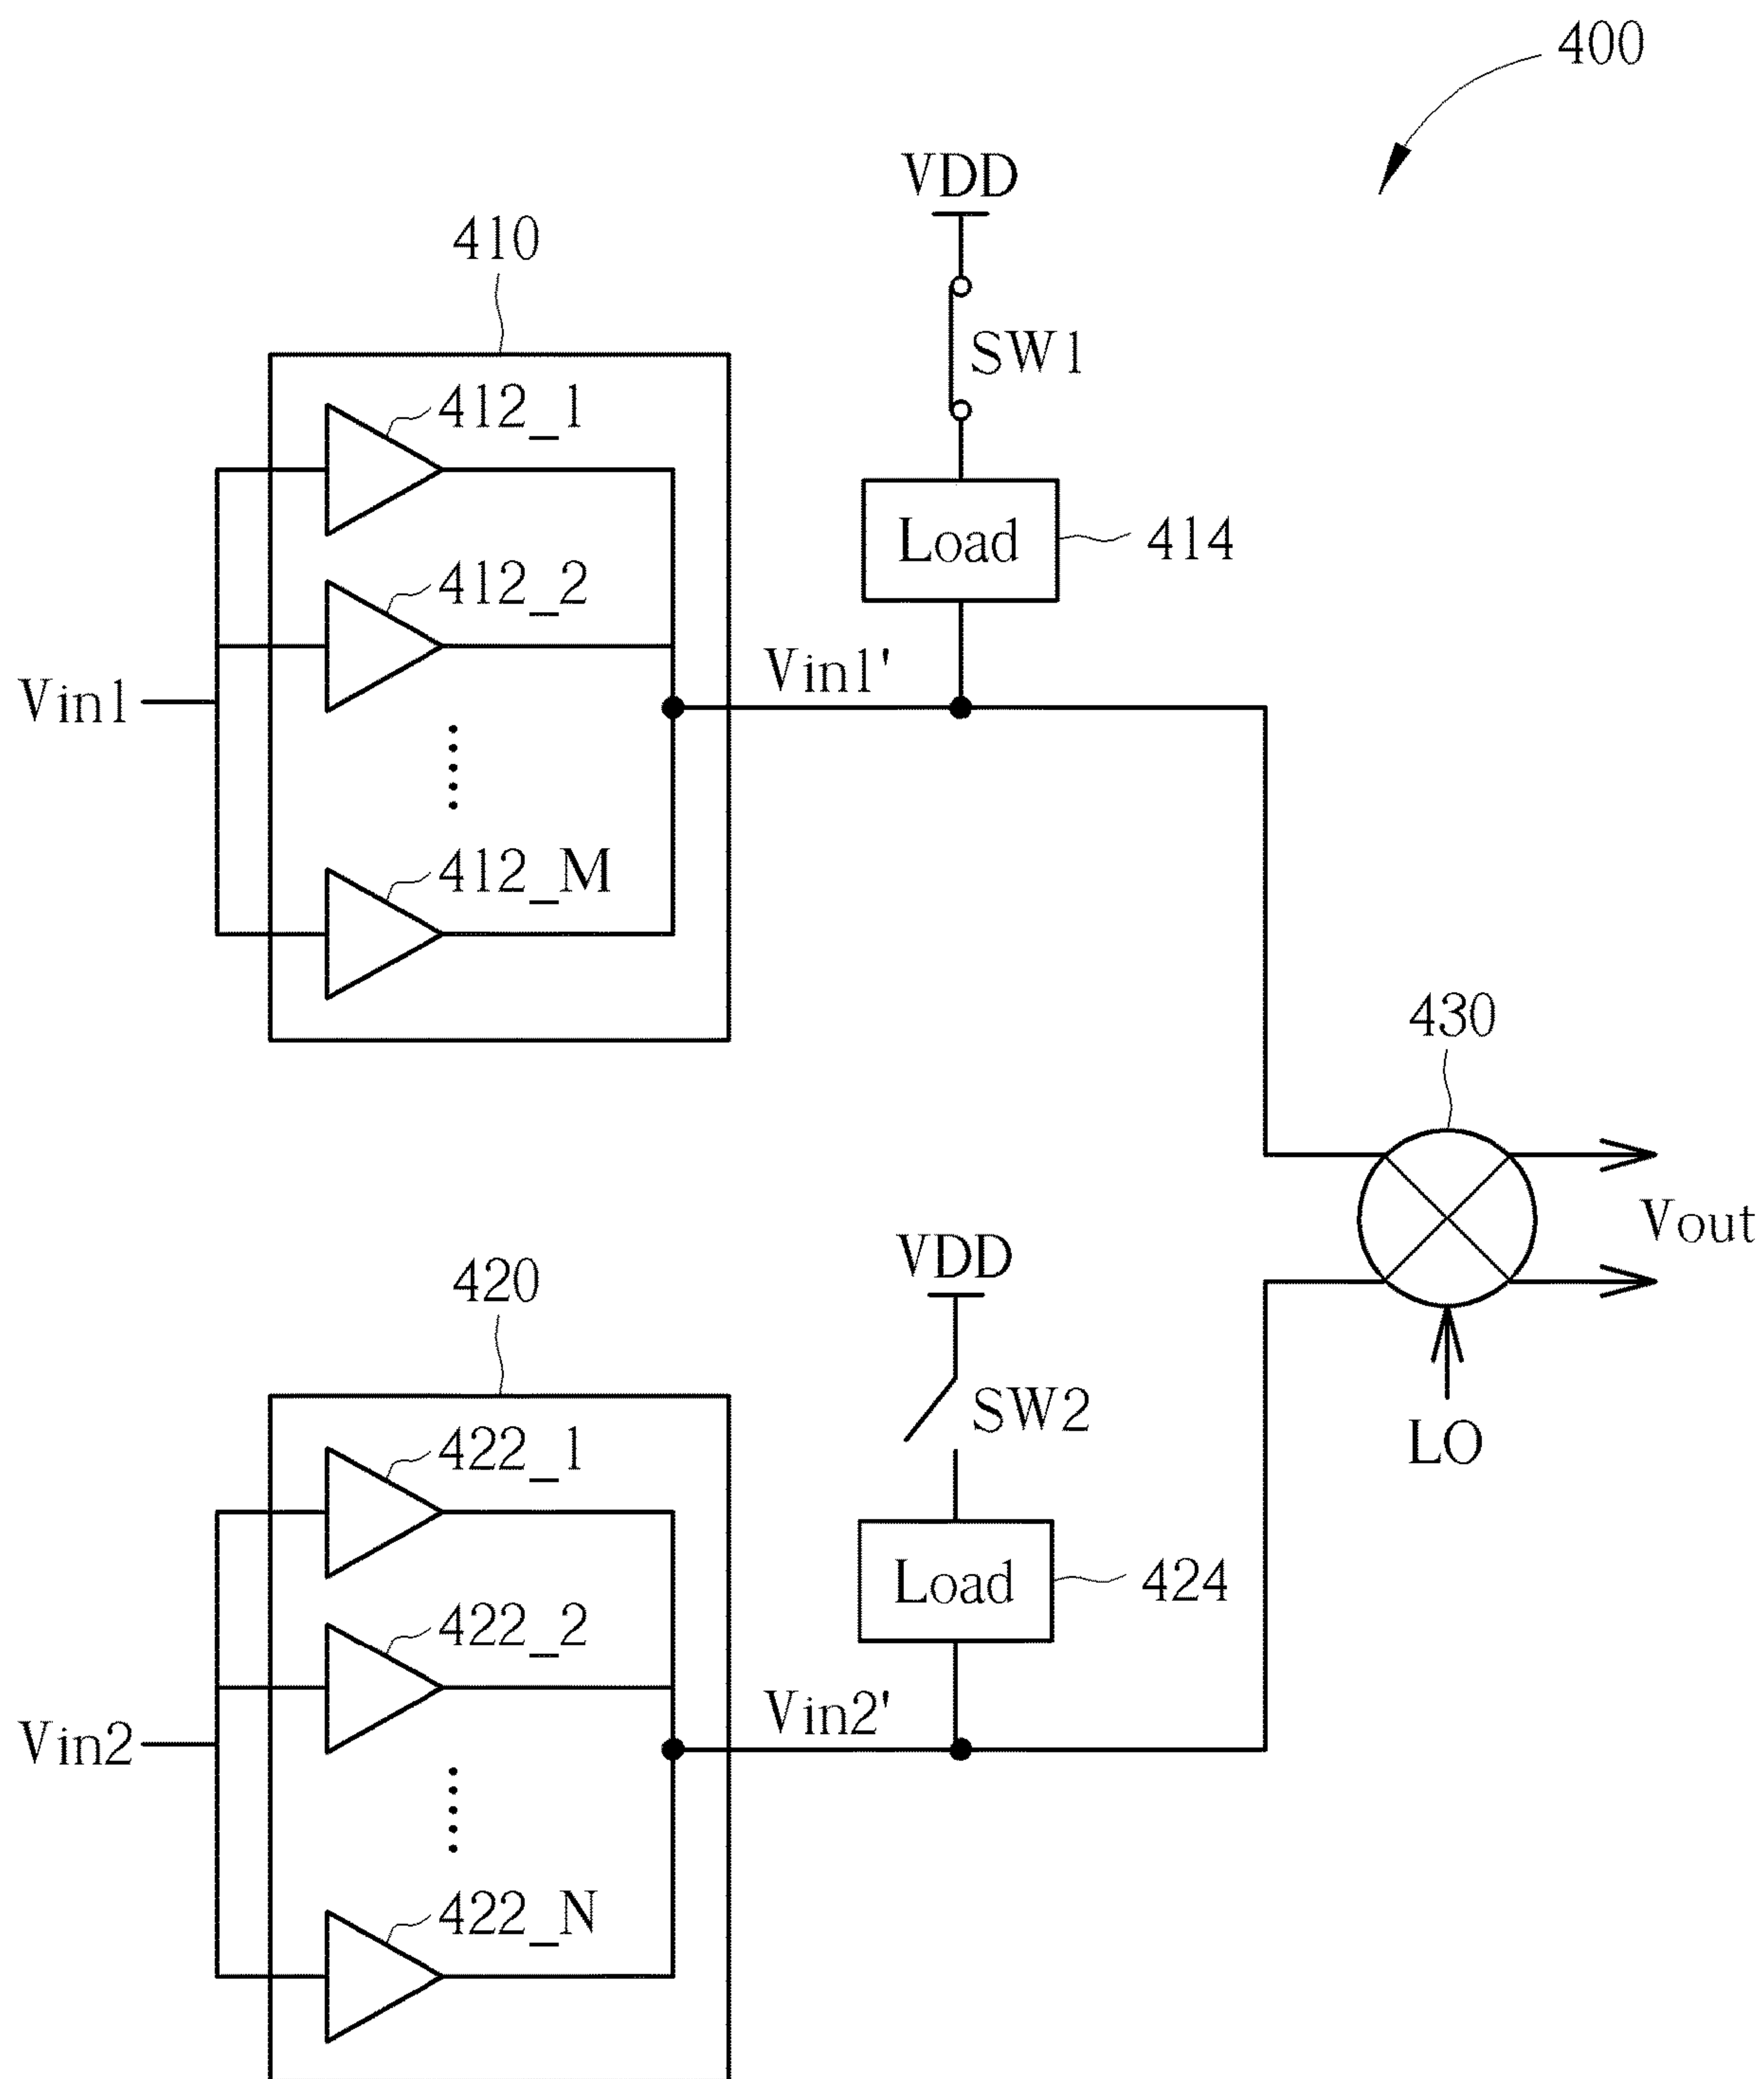 400
VDD
410
SW1
412_1
Load
414
412_2
Vin1'
Vin1
412_M
430
Vout
VDD
420
SW2
LO
422_1
Load
424
422_2
Vin2'
Vin2
422_N